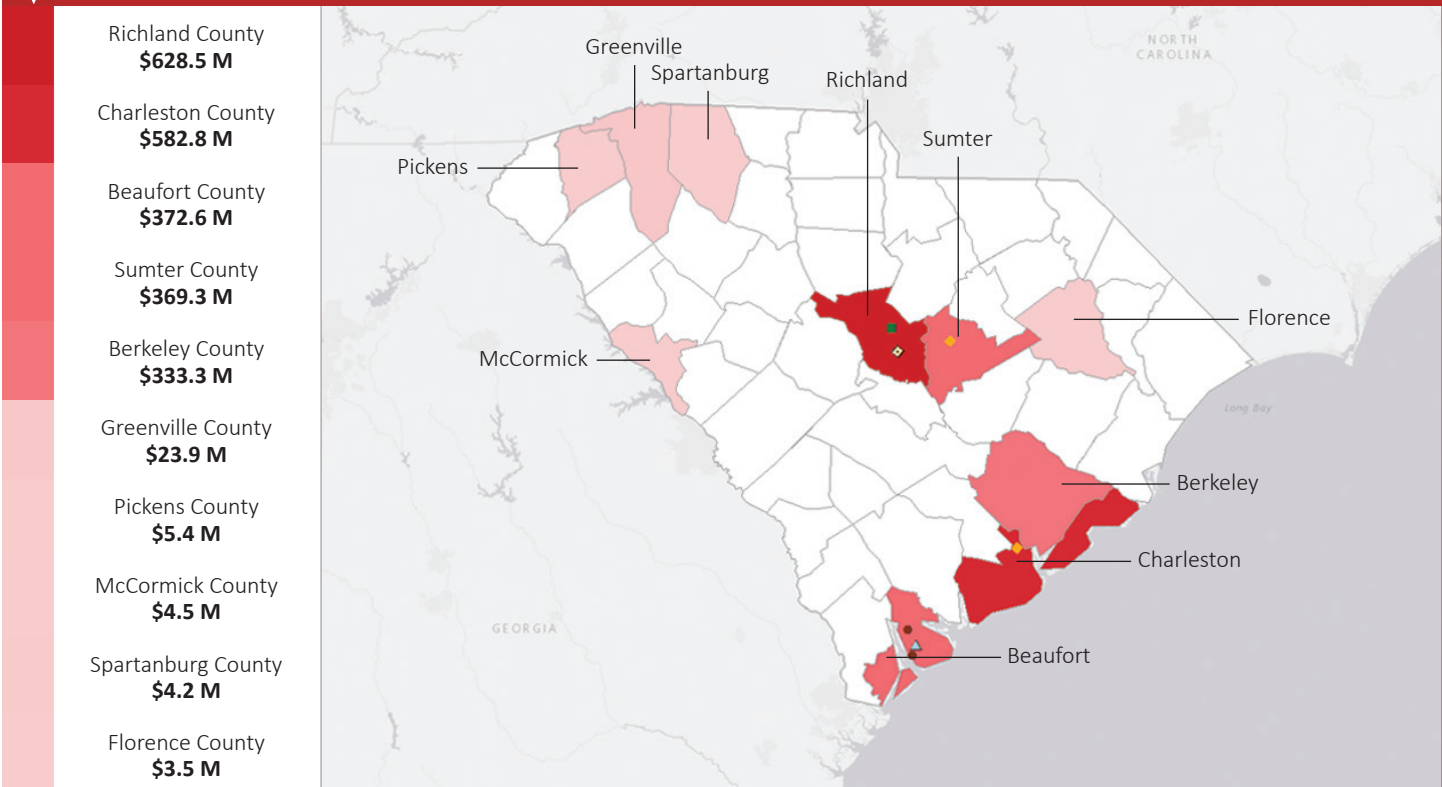 Richland County
$628.5 M
Charleston County
$582.8 M
Beaufort County
$372.6 M
Sumter County
$369.3 M
Berkeley County
$333.3 M
Greenville County
$23.9 M
Pickens County
$5.4 M
McCormick County
$4.5 M
Spartanburg County
$4.2 M
Florence County
$3.5 M
NORTH
CAROLINA
Greenville
Spartanburg
Richland
Sumter
Pickens
Florence
McCormick
Long Bay
Berkeley
Charleston
GEORGIA
Beaufort